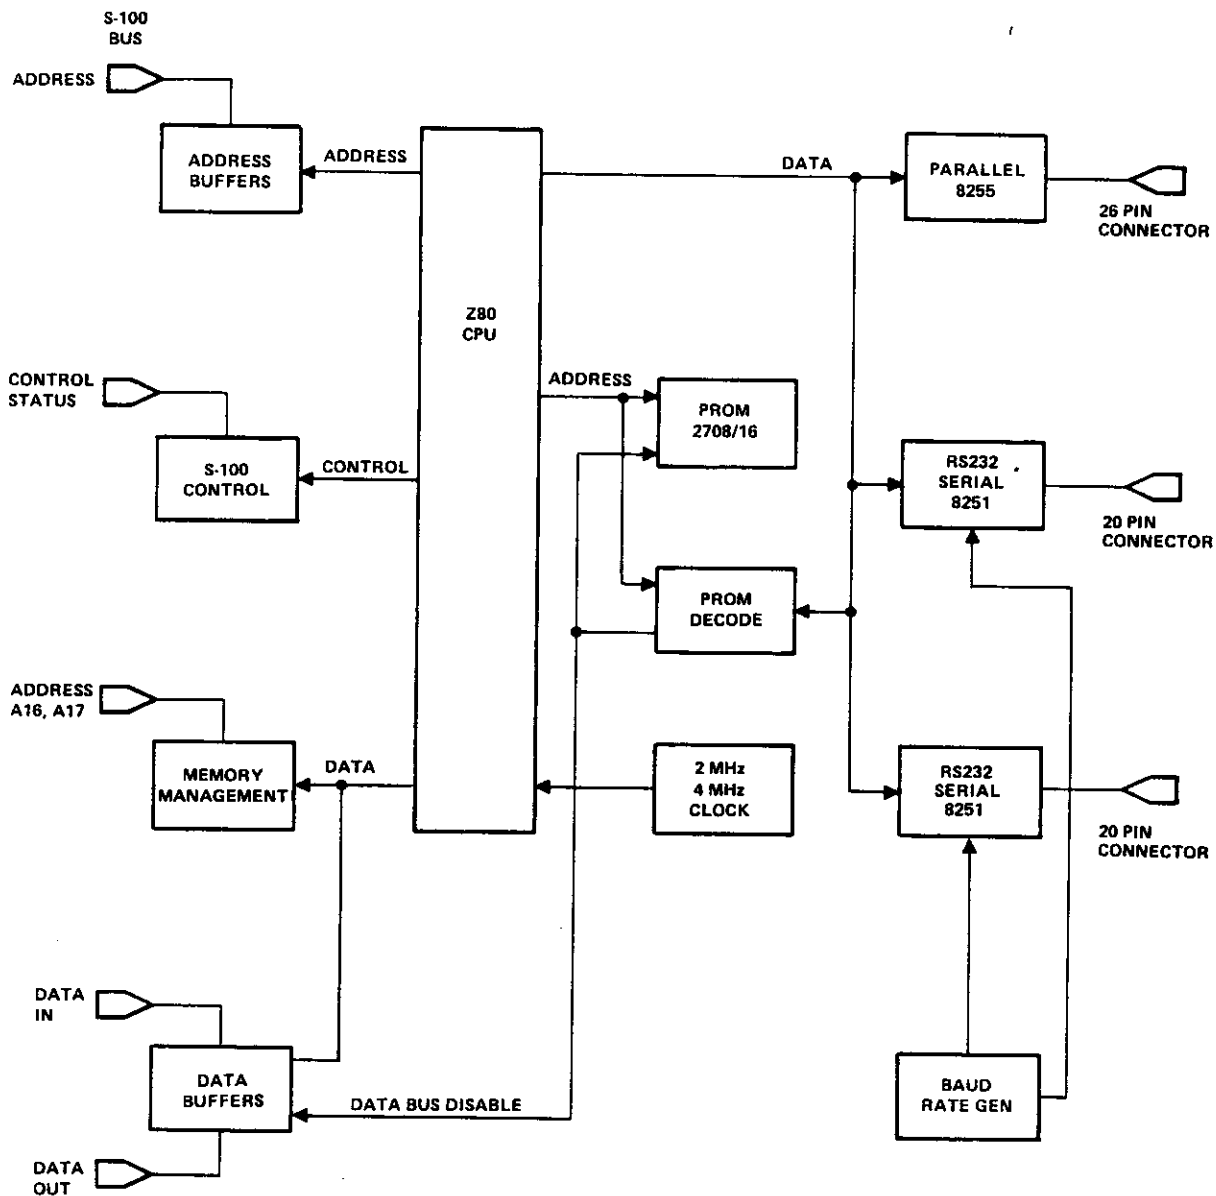 S-100
BUS
ADDRESS
ADDRESS
BUFFERS
ADDRESS
Z80
CPU
DATA
PARALLEL
8255
26 PIN
CONNECTOR
CONTROL
STATUS
S-100
CONTROL
CONTROL
ADDRESS
PROM
2708/16
RS232
SERIAL
8251
20 PIN
CONNECTOR
PROM
DECODE
ADDRESS
A16, A17
MEMORY
MANAGEMENT
DATA
2 MHz
4 MHz
CLOCK
RS232
SERIAL
8251
20 PIN
CONNECTOR
DATA
IN
DATA
BUFFERS
DATA BUS DISABLE
BAUD
RATE GEN
DATA
OUT